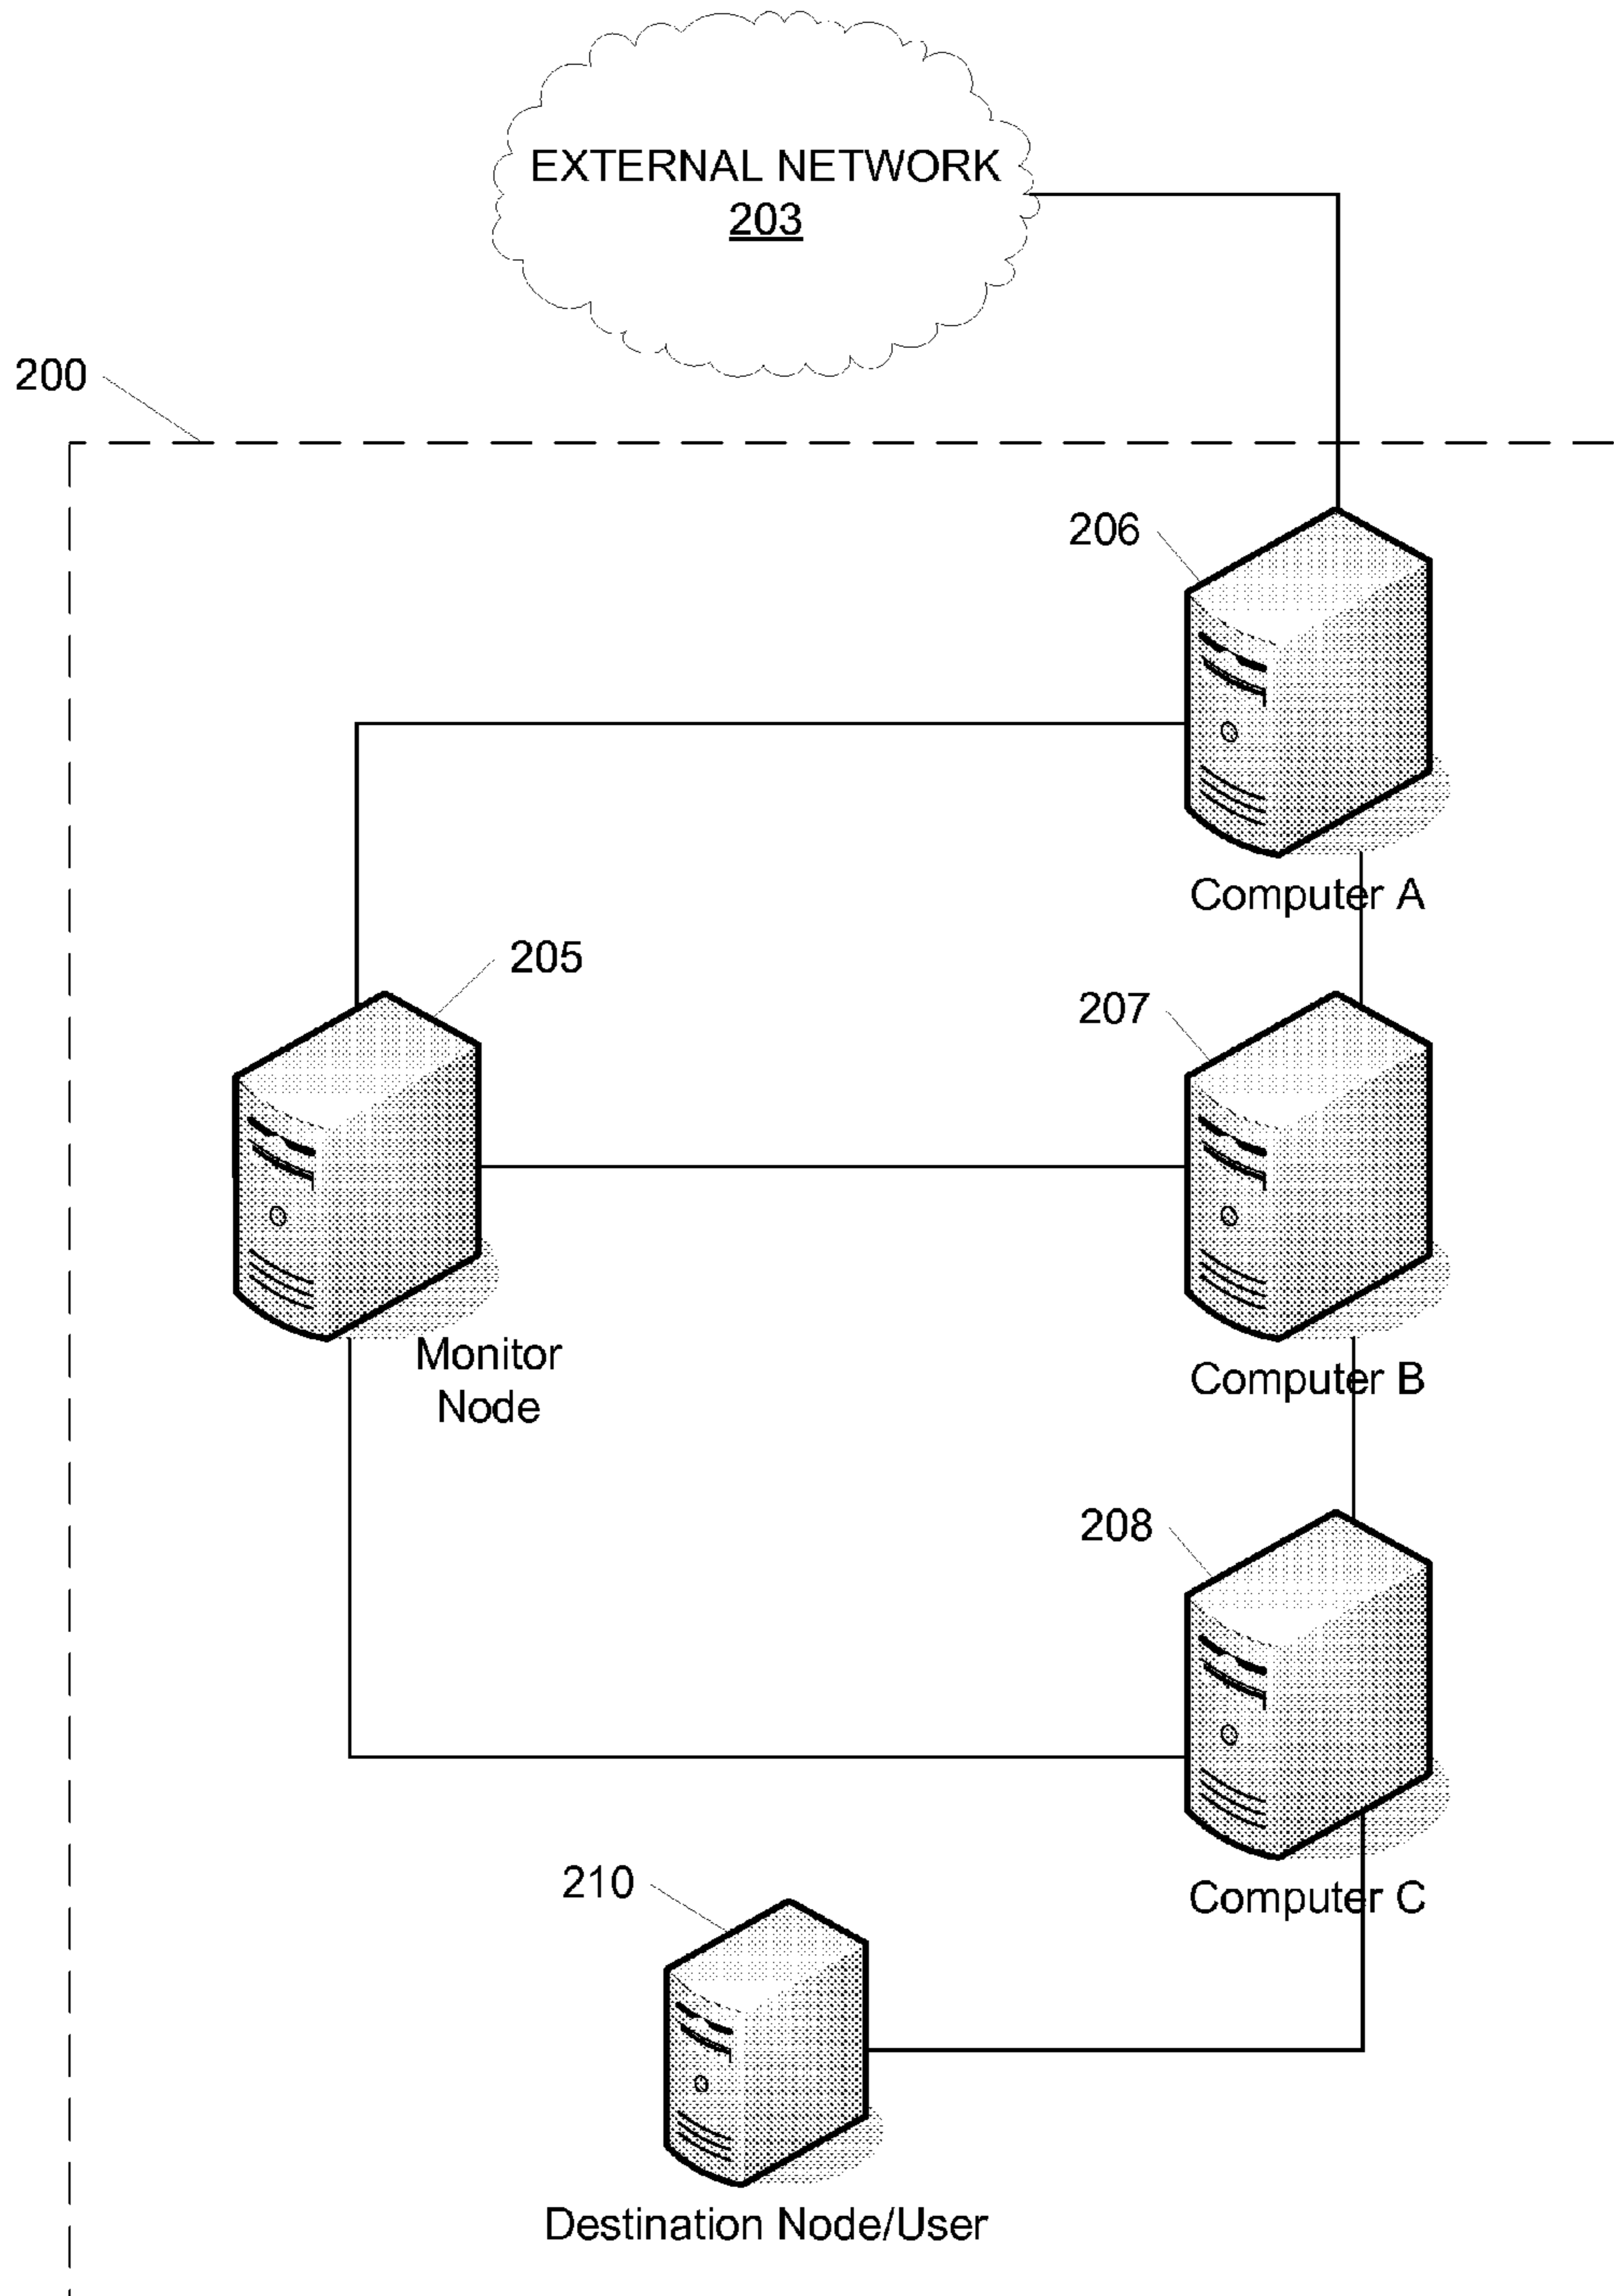 EXTERNAL NETWORK
203
200
206
Computer A
205
207
Monitor
Node
Computer B
208
210
Computer C
Destination Node/User